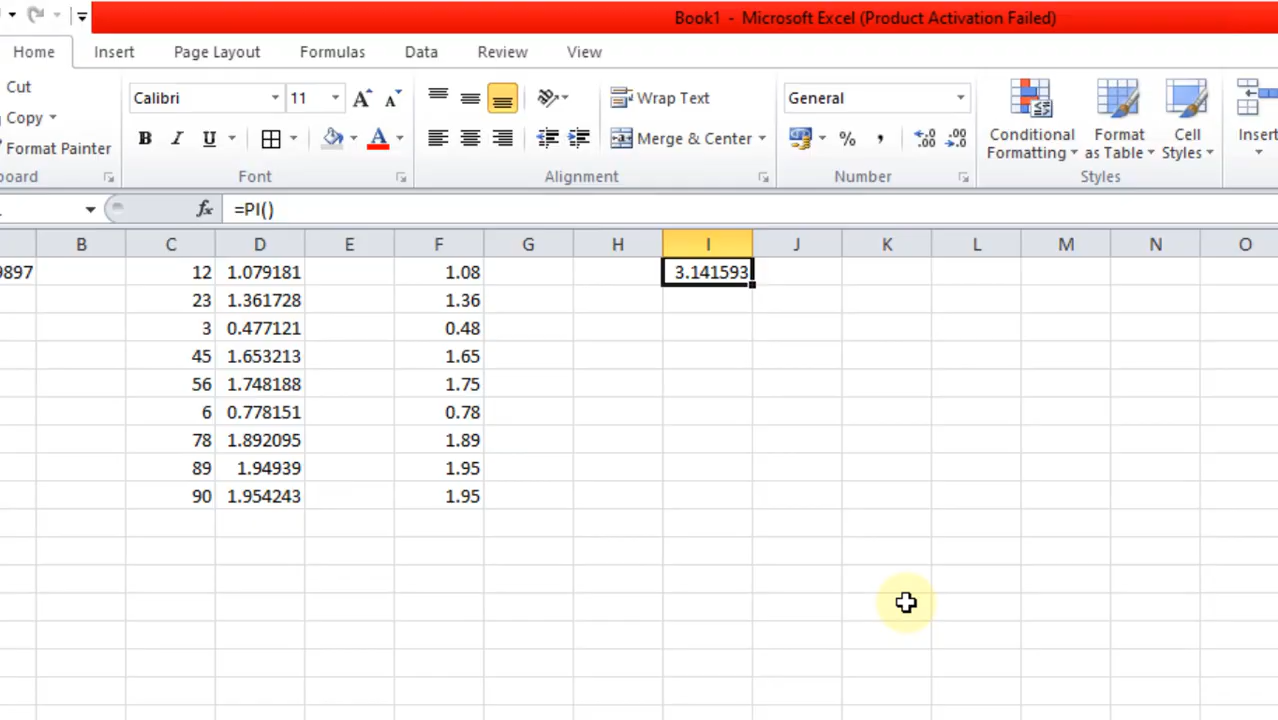 Book1 - Microsoft Excel (Product Activation Failed)
Home Insert Page Layout Formulas Data Review View
Cut
Copy
Format Painter
Calibri 11
B I U A
Wrap Text
Merge & Center
General
% ,
Conditional Formatting
Format as Table
Cell Styles
Insert
board Font Alignment Number Styles
fx =PI()
B C D E F G H I J K L M N O
9897 12 1.079181 1.08 3.141593
23 1.361728 1.36
3 0.477121 0.48
45 1.653213 1.65
56 1.748188 1.75
6 0.778151 0.78
78 1.892095 1.89
89 1.94939 1.95
90 1.954243 1.95